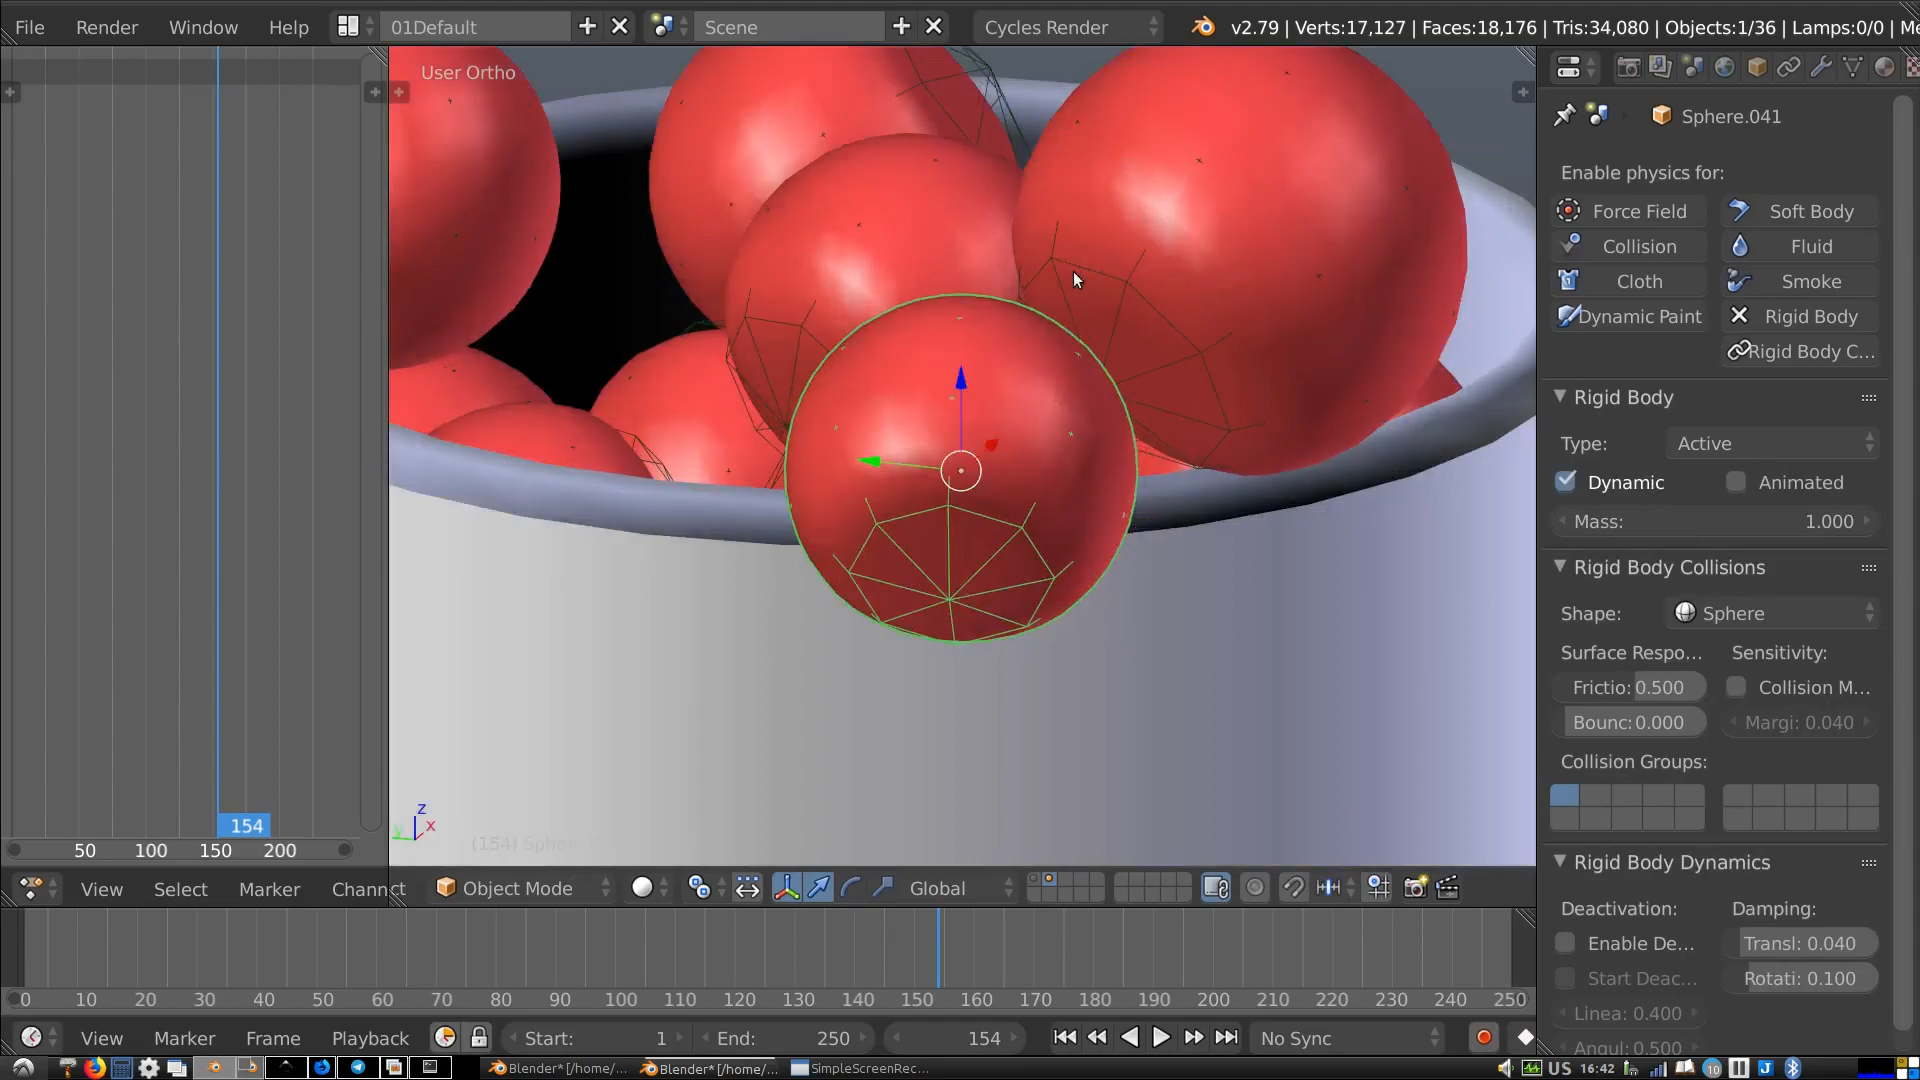 File Render Window Help 01Default Scene Cycles Render v2.79 | Verts:17,127 | Faces:18,176 | Tris:34,080 | Objects:1/36 | Lamps:0/0 | Me
User Ortho
Sphere.041
Enable physics for:
Force Field Soft Body
Collision Fluid
Cloth Smoke
Dynamic Paint Rigid Body
Rigid Body C...
Rigid Body
Type: Active
Dynamic Animated
Mass: 1.000
Rigid Body Collisions
Shape: Sphere
Surface Respo... Sensitivity:
Frictio: 0.500 Collision M...
Bounc: 0.000 Margi: 0.040
Collision Groups:
Rigid Body Dynamics
Deactivation: Damping:
Enable De... Transl: 0.040
Start Deac... Rotati: 0.100
Linea: 0.400
Angul: 0.500
z
y x
154
(154) Sphere
50 100 150 200
View Select Marker Chann ct Object Mode Global
0 10 20 30 40 50 60 70 80 90 100 110 120 130 140 150 160 170 180 190 200 210 220 230 240 250
View Marker Frame Playback Start: 1 End: 250 154 No Sync
Blender* [/home/... Blender* [/home/... SimpleScreenRec... US 16:42 10 J